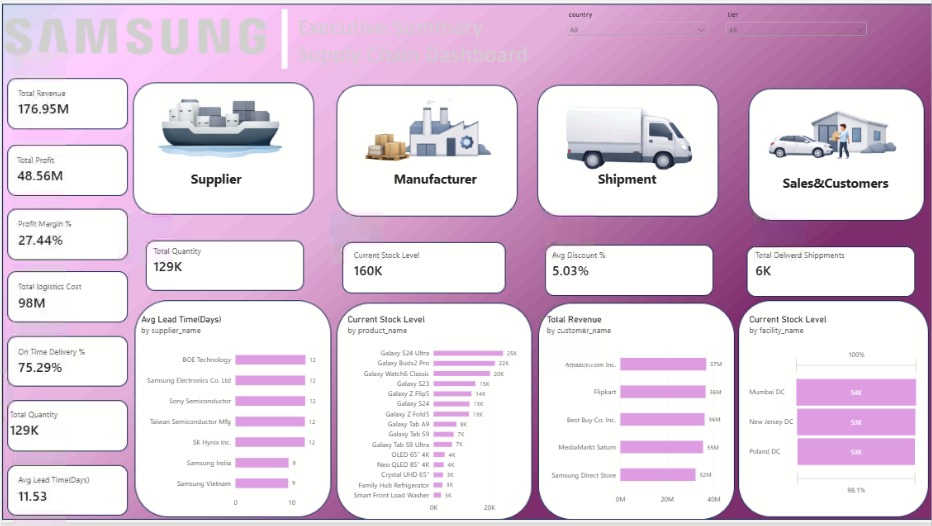 SAMSUNG
Executive Summary
Supply Chain Dashboard
country
All
tier
All
Total Revenue
176.95M
Total Profit
48.56M
Profit Margin %
27.44%
Total logistics Cost
98M
On Time Delivery %
75.29%
Total Quantity
129K
Avg Lead Time(Days)
11.53
Supplier
Manufacturer
Shipment
Sales&Customers
Total Quantity
129K
Current Stock Level
160K
Avg Discount %
5.03%
Total Deliverd Shippments
6K
Avg Lead Time(Days)
by supplier_name
BOE Technology 12
Samsung Electronics Co. Ltd 12
Sony Semiconductor 12
Taiwan Semiconductor Mfg 12
SK Hynix Inc. 12
Samsung India 9
Samsung Vietnam 9
0 10
Current Stock Level
by product_name
Galaxy S24 Ultra 25K
Galaxy Buds2 Pro 22K
Galaxy Watch6 Classic 20K
Galaxy S23 15K
Galaxy Z Flip5 14K
Galaxy S24 13K
Galaxy Z Fold5 13K
Galaxy Tab A9 8K
Galaxy Tab S9 7K
Galaxy Tab S9 Ultra 7K
OLED 65" 4K 4K
Neo QLED 85" 4K 4K
Crystal UHD 65"
Family Hub Refrigerator 3K
Smart Front Load Washer
0K 20K
Total Revenue
by customer_name
Amazon.com Inc. 37M
Flipkart 36M
Best Buy Co. Inc. 36M
MediaMarkt Saturn 35M
Samsung Direct Store 32M
0M 20M 40M
Current Stock Level
by facility_name
100%
Mumbai DC 54K
New Jersey DC 53K
Poland DC 53K
98.1%